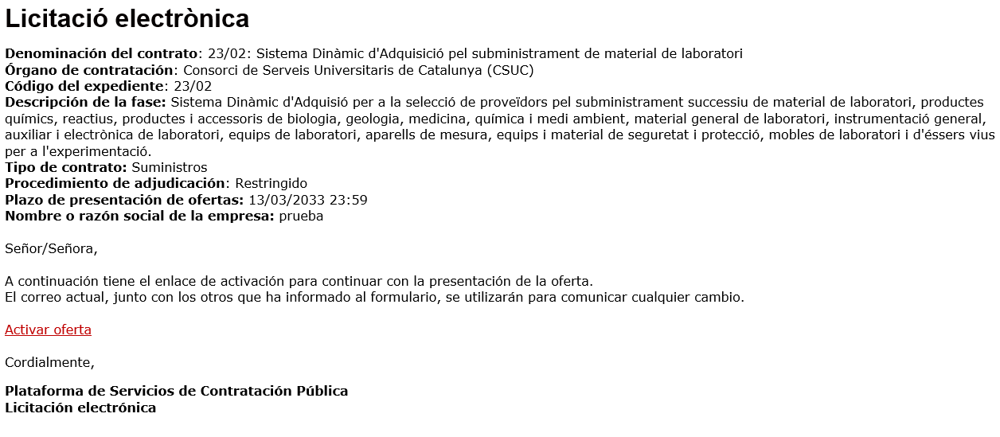 Licitació electrònica
Denominación del contrato: 23/02: Sistema Dinàmic d'Adquisició pel subministrament de material de laboratori
Órgano de contratación: Consorci de Serveis Universitaris de Catalunya (CSUC)
Código del expediente: 23/02
Descripción de la fase: Sistema Dinàmic d'Adquisió per a la selecció de proveïdors pel subministrament successiu de material de laboratori, productes
químics, reactius, productes i accessoris de biologia, geologia, medicina, química i medi ambient, material general de laboratori, instrumentació general,
auxiliar i electrònica de laboratori, equips de laboratori, aparells de mesura, equips i material de seguretat i protecció, mobles de laboratori i d'éssers vius
per a l'experimentació.
Tipo de contrato: Suministros
Procedimiento de adjudicación: Restringido
Plazo de presentación de ofertas: 13/03/2033 23:59
Nombre o razón social de la empresa: prueba
Señor/Señora,
A continuación tiene el enlace de activación para continuar con la presentación de la oferta.
El correo actual, junto con los otros que ha informado al formulario, se utilizarán para comunicar cualquier cambio.
Activar oferta
Cordialmente,
Plataforma de Servicios de Contratación Pública
Licitación electrónica